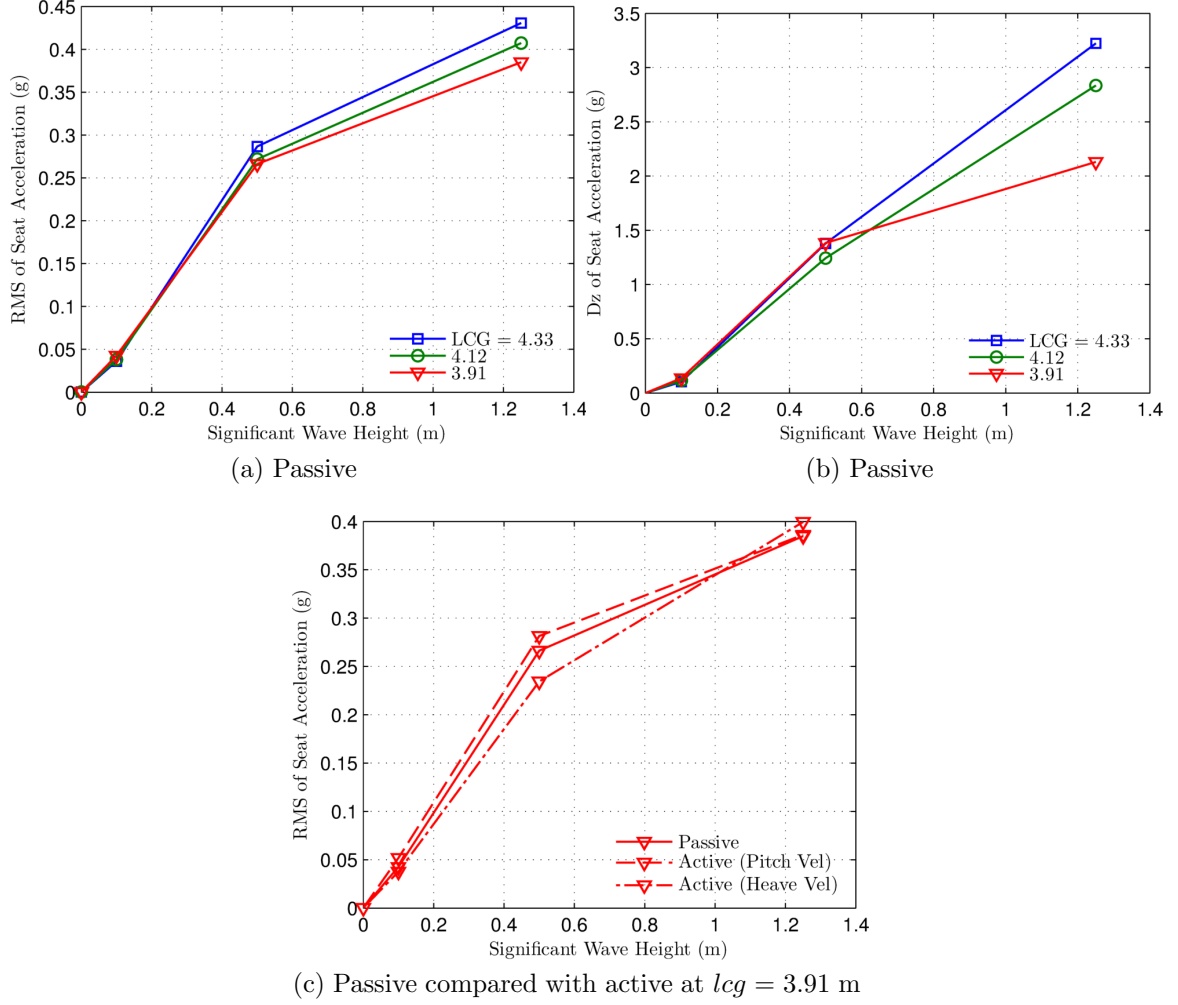 0.45
0.4
0.35
0.3
0.25
0.2
0.15
0.1
0.05
0
RMS of Seat Acceleration (g)
LCG = 4.33
4.12
3.91
0 0.2 0.4 0.6 0.8 1 1.2 1.4
Significant Wave Height (m)
(a) Passive
3.5
3
2.5
2
1.5
1
0.5
0
Dz of Seat Acceleration (g)
LCG = 4.33
4.12
3.91
0 0.2 0.4 0.6 0.8 1 1.2 1.4
Significant Wave Height (m)
(b) Passive
0.4
0.35
0.3
0.25
0.2
0.15
0.1
0.05
0
RMS of Seat Acceleration (g)
Passive
Active (Pitch Vel)
Active (Heave Vel)
0 0.2 0.4 0.6 0.8 1 1.2 1.4
Significant Wave Height (m)
(c) Passive compared with active at lcg = 3.91 m